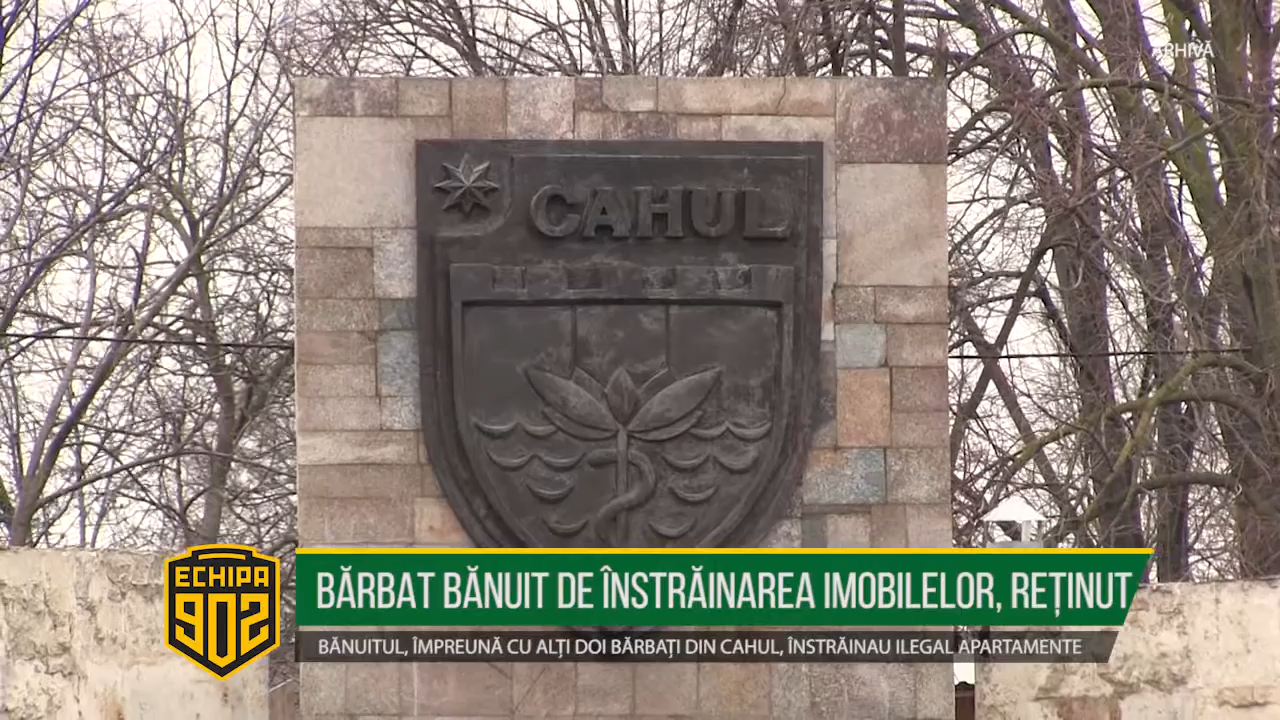 ARHIVĂ
CAHUL
ECHIPA
902
BĂRBAT BĂNUIT DE ÎNSTRĂINAREA IMOBILELOR, REȚINUT
BĂNUITUL, ÎMPREUNĂ CU ALȚI DOI BĂRBAȚI DIN CAHUL, ÎNSTRĂINAU ILEGAL APARTAMENTE